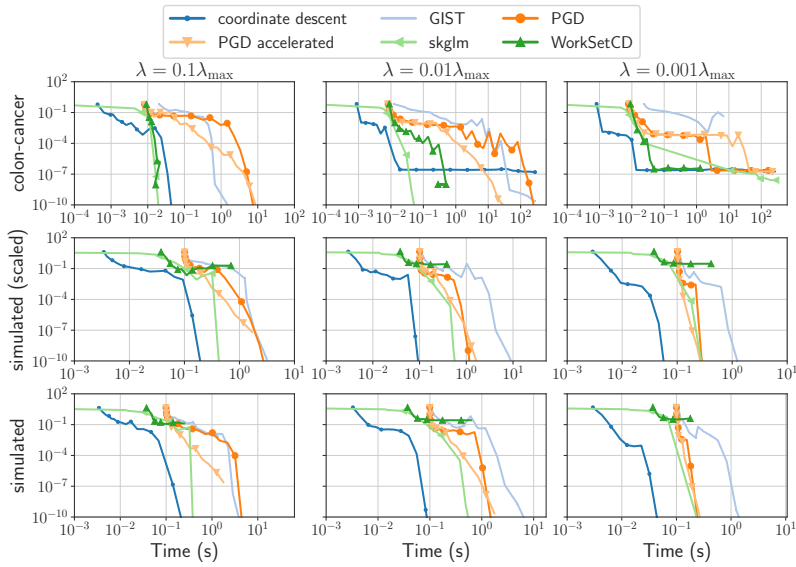 coordinate descent GIST PGD
PGD accelerated skglm WorkSetCD
λ = 0.1λmax λ = 0.01λmax λ = 0.001λmax
colon-cancer
10^2
10^-1
10^-4
10^-7
10^-10
10^-4 10^-3 10^-2 10^-1 10^0 10^1 10^2
10^-4 10^-3 10^-2 10^-1 10^0 10^1 10^2
10^-4 10^-3 10^-2 10^-1 10^0 10^1 10^2
simulated (scaled)
10^2
10^-1
10^-4
10^-7
10^-10
10^-3 10^-2 10^-1 10^0 10^1
10^-3 10^-2 10^-1 10^0 10^1
10^-3 10^-2 10^-1 10^0 10^1
simulated
10^2
10^-1
10^-4
10^-7
10^-10
10^-3 10^-2 10^-1 10^0 10^1
10^-3 10^-2 10^-1 10^0 10^1
10^-3 10^-2 10^-1 10^0 10^1
Time (s) Time (s) Time (s)